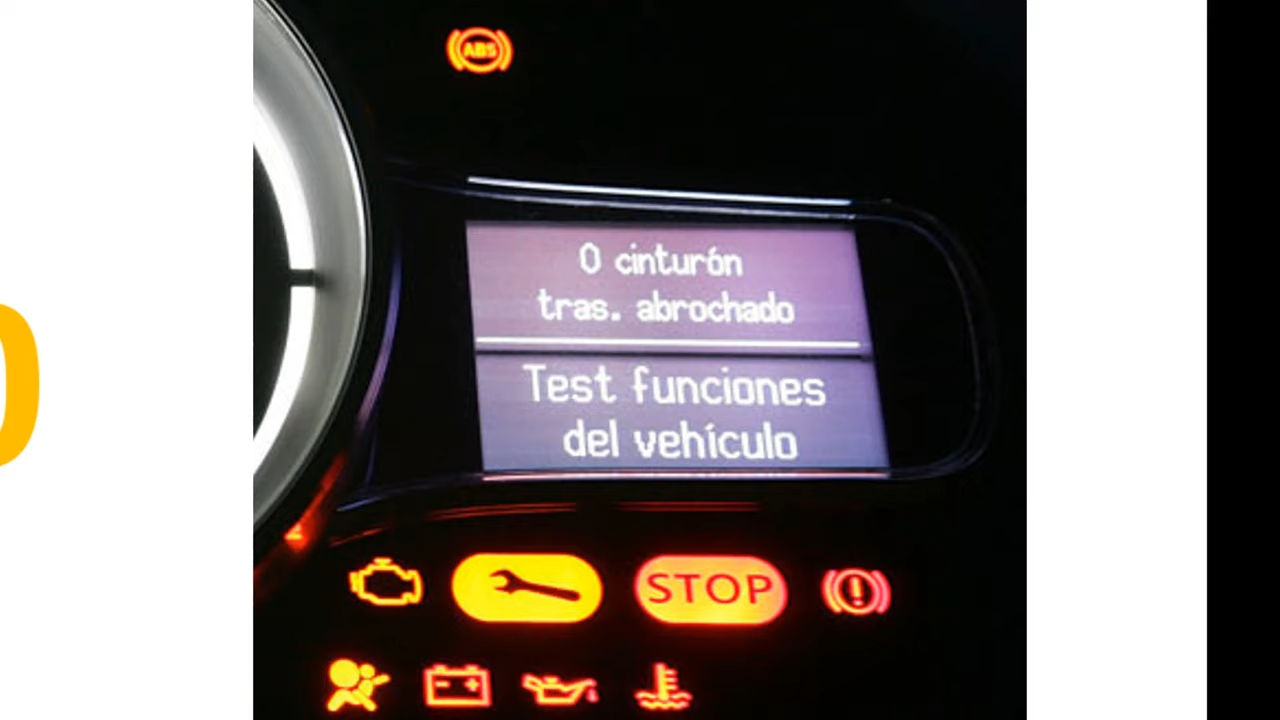 ABS
0 cinturón
tras. abrochado
Test funciones
del vehículo
STOP